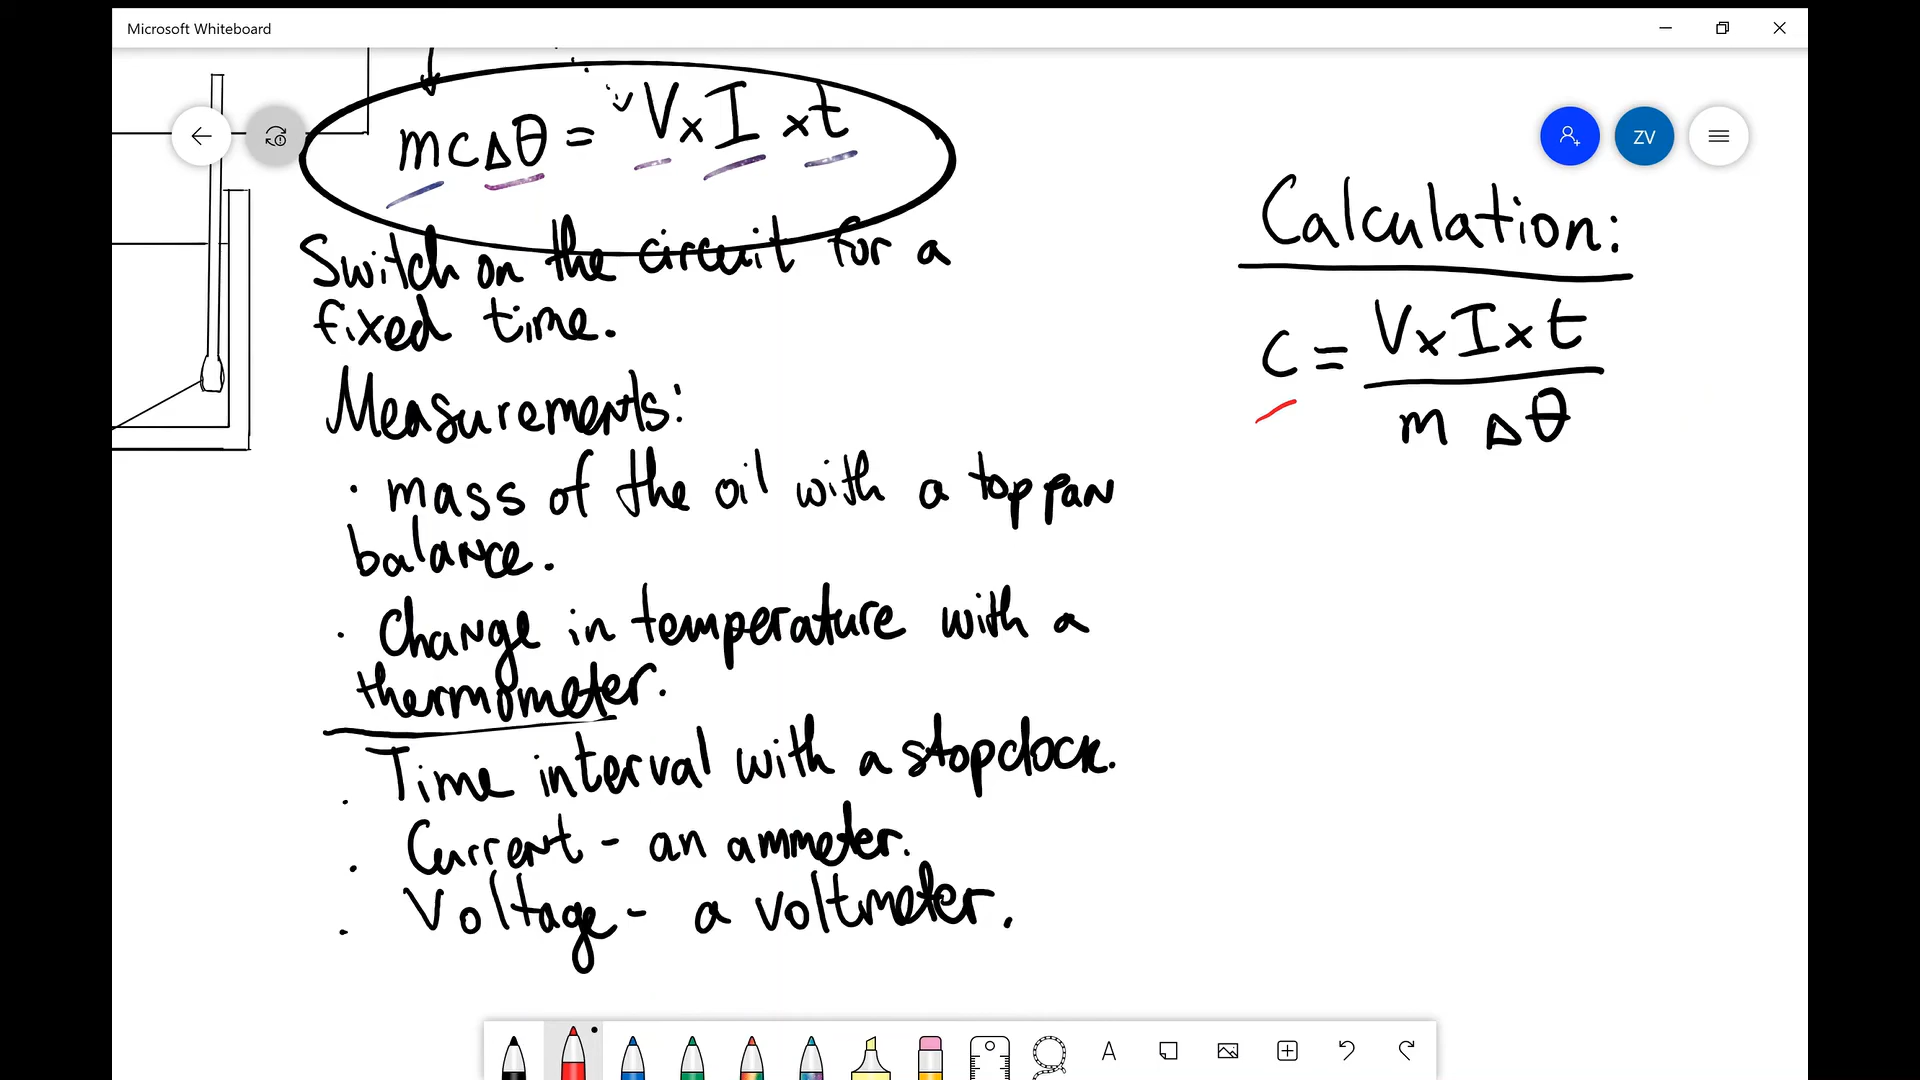 Microsoft Whiteboard
mcΔθ = V×I×t
Switch on the circuit for a
fixed time.
Measurements:
· mass of the oil with a top pan
balance.
· Change in temperature with a
thermometer.
· Time interval with a stopclock.
· Current - an ammeter.
· Voltage - a voltmeter.
ZV
Calculation:
c = V×I×t
m Δθ
A